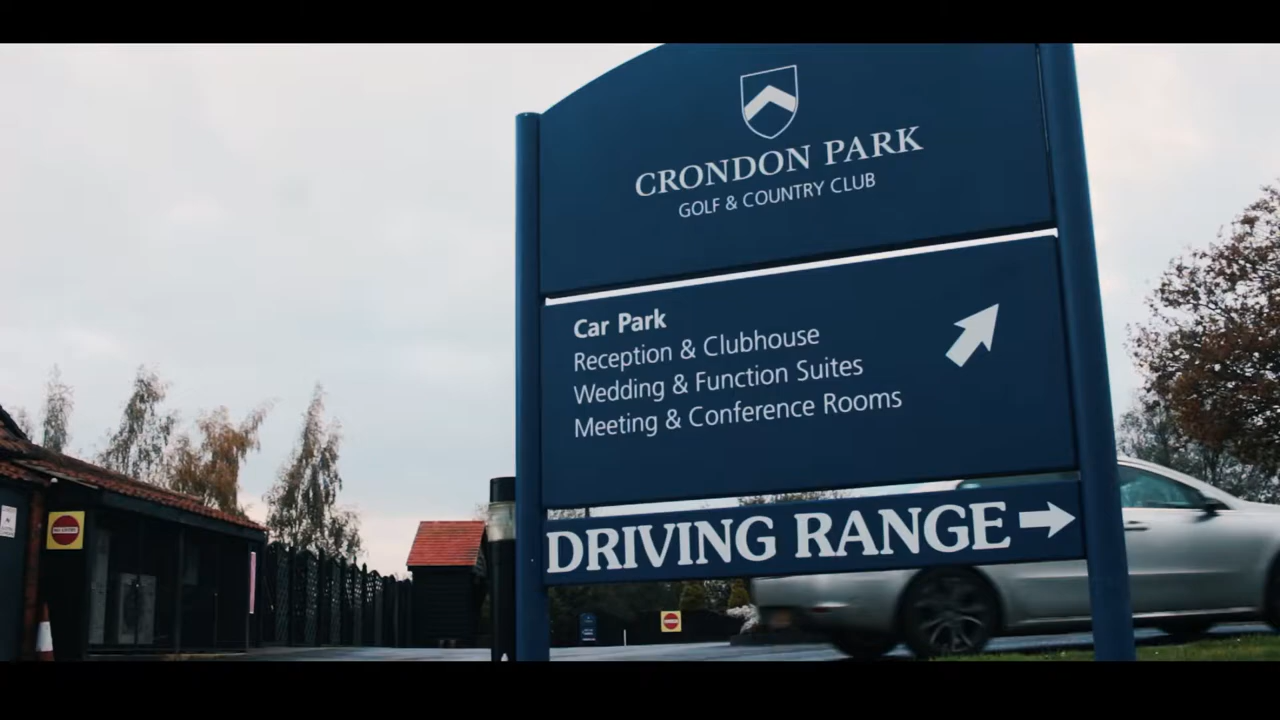 CRONDON PARK
GOLF & COUNTRY CLUB
Car Park
Reception & Clubhouse
Wedding & Function Suites
Meeting & Conference Rooms
DRIVING RANGE